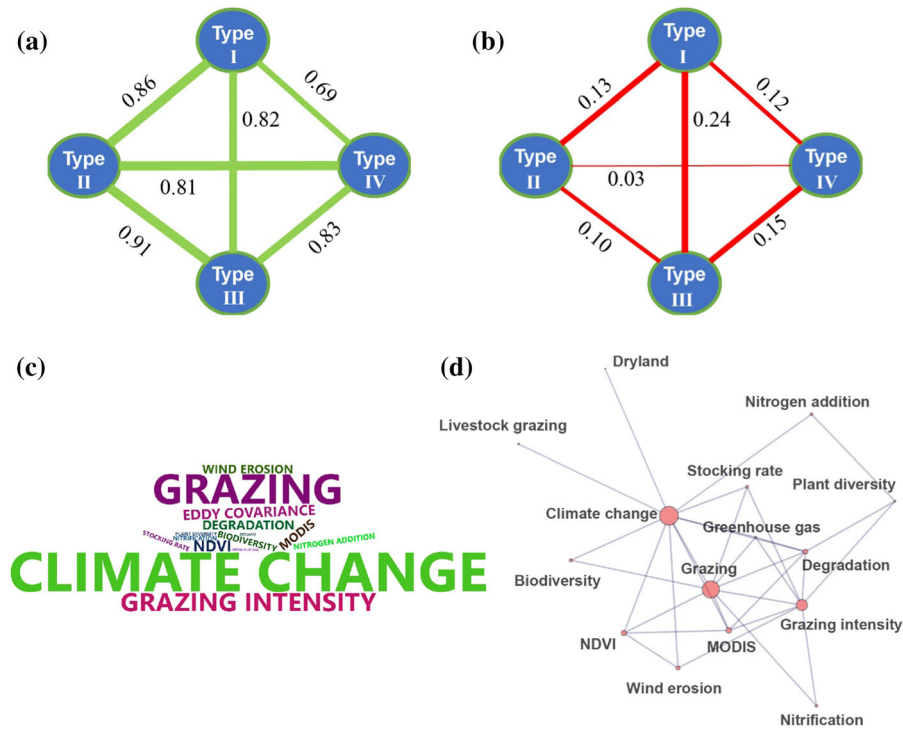 (a)
Type
I
0.86
0.69
0.82
Type
II
Type
IV
0.81
0.91
0.83
Type
III
(b)
Type
I
0.13
0.12
0.24
Type
II
Type
IV
0.03
0.10
0.15
Type
III
(c)
WIND EROSION
GRAZING
EDDY COVARIANCE
DEGRADATION
PLANT DIVERSITY
DRYLAND
STOCKING RATE
NITRIFICATION
BIODIVERSITY
MODIS
NDVI
NITROGEN ADDITION
CLIMATE CHANGE
GRAZING INTENSITY
(d)
Dryland
Livestock grazing
Nitrogen addition
Stocking rate
Plant diversity
Climate change
Greenhouse gas
Biodiversity
Grazing
Degradation
Grazing intensity
NDVI
MODIS
Wind erosion
Nitrification